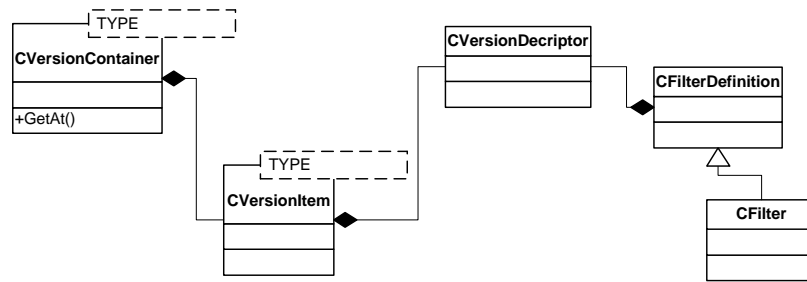 TYPE
CVersionContainer
+GetAt()
TYPE
CVersionItem
CVersionDecriptor
CFilterDefinition
CFilter